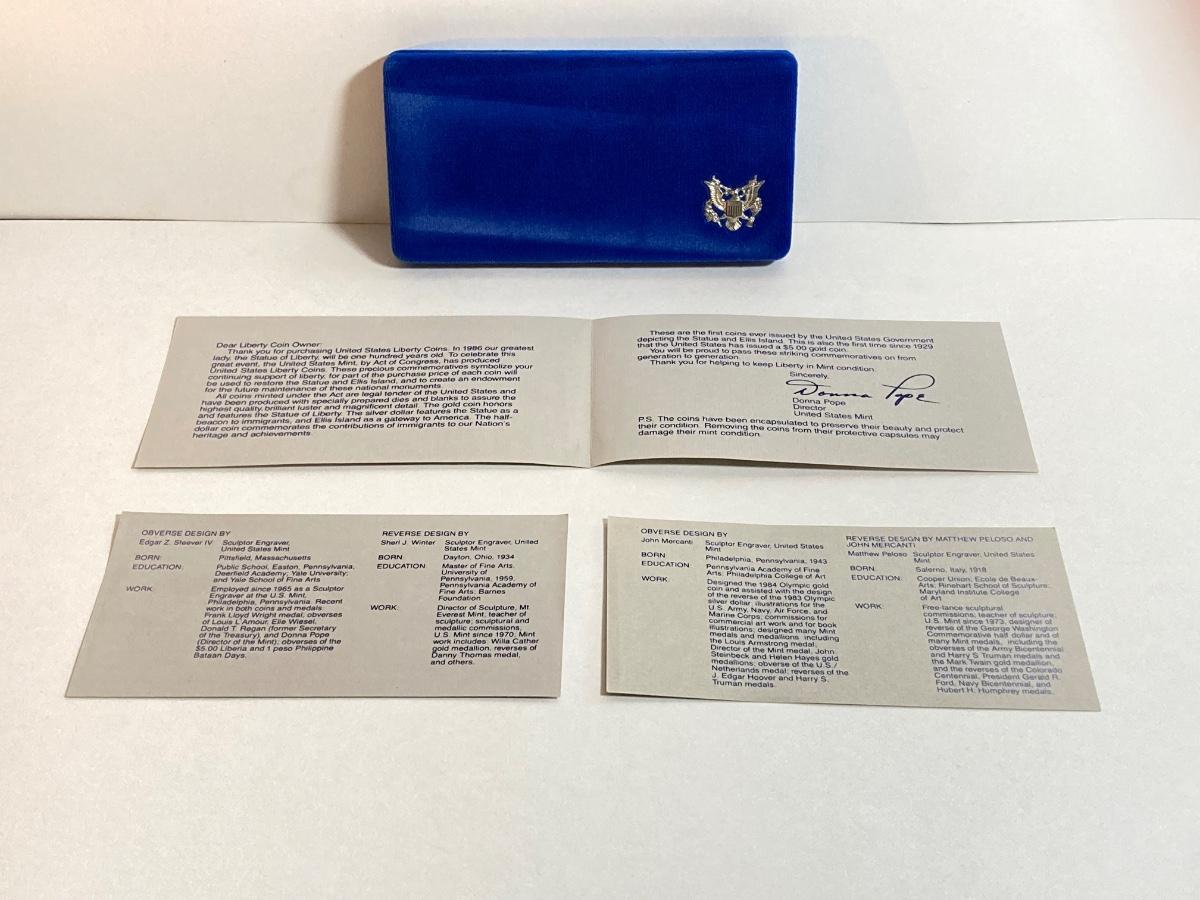 Dear Liberty Coin Owner:
Thank you for purchasing United States Liberty Coins. In 1986 our greatest
lady, the Statue of Liberty, will be one hundred years old. To celebrate this
great event, the United States Mint, by Act of Congress, has produced
United States Liberty Coins. These precious commemoratives symbolize your
continuing support of liberty, for part of the purchase price of each coin will
be used to restore the Statue and Ellis Island, and to create an endowment
for the future maintenance of these national monuments.
All coins minted under the Act are legal tender of the United States and
have been produced with specially prepared dies and blanks to assure the
highest quality, brilliant luster and magnificent detail. The gold coin honors
and features the Statue of Liberty. The silver dollar features the Statue as a
beacon to immigrants, and Ellis Island as a gateway to America. The half-
dollar coin commemorates the contributions of immigrants to our Nation's
heritage and achievements.
These are the first coins ever issued by the United States Government
depicting the Statue and Ellis Island. This is also the first time since 1929
that the United States has issued a $5.00 gold coin.
You will be proud to pass these striking commemoratives on from
generation to generation.
Thank you for helping to keep Liberty in Mint condition.
Sincerely,
Donna Pope
Donna Pope
Director
United States Mint
P.S. The coins have been encapsulated to preserve their beauty and protect
their condition. Removing the coins from their protective capsules may
damage their mint condition.
OBVERSE DESIGN BY
Edgar Z. Steever IV Sculptor Engraver,
United States Mint
BORN: Pittsfield, Massachusetts
EDUCATION: Public School, Easton, Pennsylvania,
Deerfield Academy; Yale University;
and Yale School of Fine Arts
WORK: Employed since 1965 as a Sculptor
Engraver at the U.S. Mint,
Philadelphia, Pennsylvania. Recent
work in both coins and medals
Frank Lloyd Wright medal; obverses
of Louis L'Amour, Elie Wiesel,
Donald T. Regan (former Secretary
of the Treasury), and Donna Pope
(Director of the Mint); obverses of the
$5.00 Liberia and 1 peso Philippine
Bataan Days.
REVERSE DESIGN BY
Sherl J. Winter Sculptor Engraver, United
States Mint
BORN: Dayton, Ohio, 1934
EDUCATION: Master of Fine Arts.
University of
Pennsylvania, 1959,
Pennsylvania Academy of
Fine Arts; Barnes
Foundation
WORK: Director of Sculpture, Mt.
Everest Mint; teacher of
sculpture; sculptural and
medallic commissions;
U.S. Mint since 1970; Mint
work includes: Willa Cather
gold medallion, reverses of
Danny Thomas medal,
and others.
OBVERSE DESIGN BY
John Mercanti Sculptor Engraver, United States
Mint
BORN Philadelphia, Pennsylvania, 1943
EDUCATION Pennsylvania Academy of Fine
Arts; Philadelphia College of Art
WORK: Designed the 1984 Olympic gold
coin and assisted with the design
of the reverse of the 1983 Olympic
silver dollar; illustrations for the
U.S. Army, Navy, Air Force, and
Marine Corps; commissions for
commercial art work and for book
illustrations; designed many Mint
medals and medallions including
the Louis Armstrong medal,
Director of the Mint medal, John
Steinbeck and Helen Hayes gold
medallions; obverse of the U.S./
Netherlands medal; reverses of the
J. Edgar Hoover and Harry S.
Truman medals.
REVERSE DESIGN BY MATTHEW PELOSO AND
JOHN MERCANTI
Matthew Peloso Sculptor Engraver, United States
Mint
BORN: Salerno, Italy, 1918
EDUCATION: Cooper Union; Ecole de Beaux-
Arts; Rinehart School of Sculpture;
Maryland Institute College
of Art
WORK: Free-lance sculptural
commissions; teacher of sculpture;
U.S. Mint since 1973, designer of
reverse of the George Washington
Commemorative half dollar and of
many Mint medals, including the
obverses of the Army Bicentennial
and Harry S Truman medals and
the Mark Twain gold medallion,
and the reverses of the Colorado
Centennial, President Gerald R.
Ford, Navy Bicentennial, and
Hubert H. Humphrey medals.